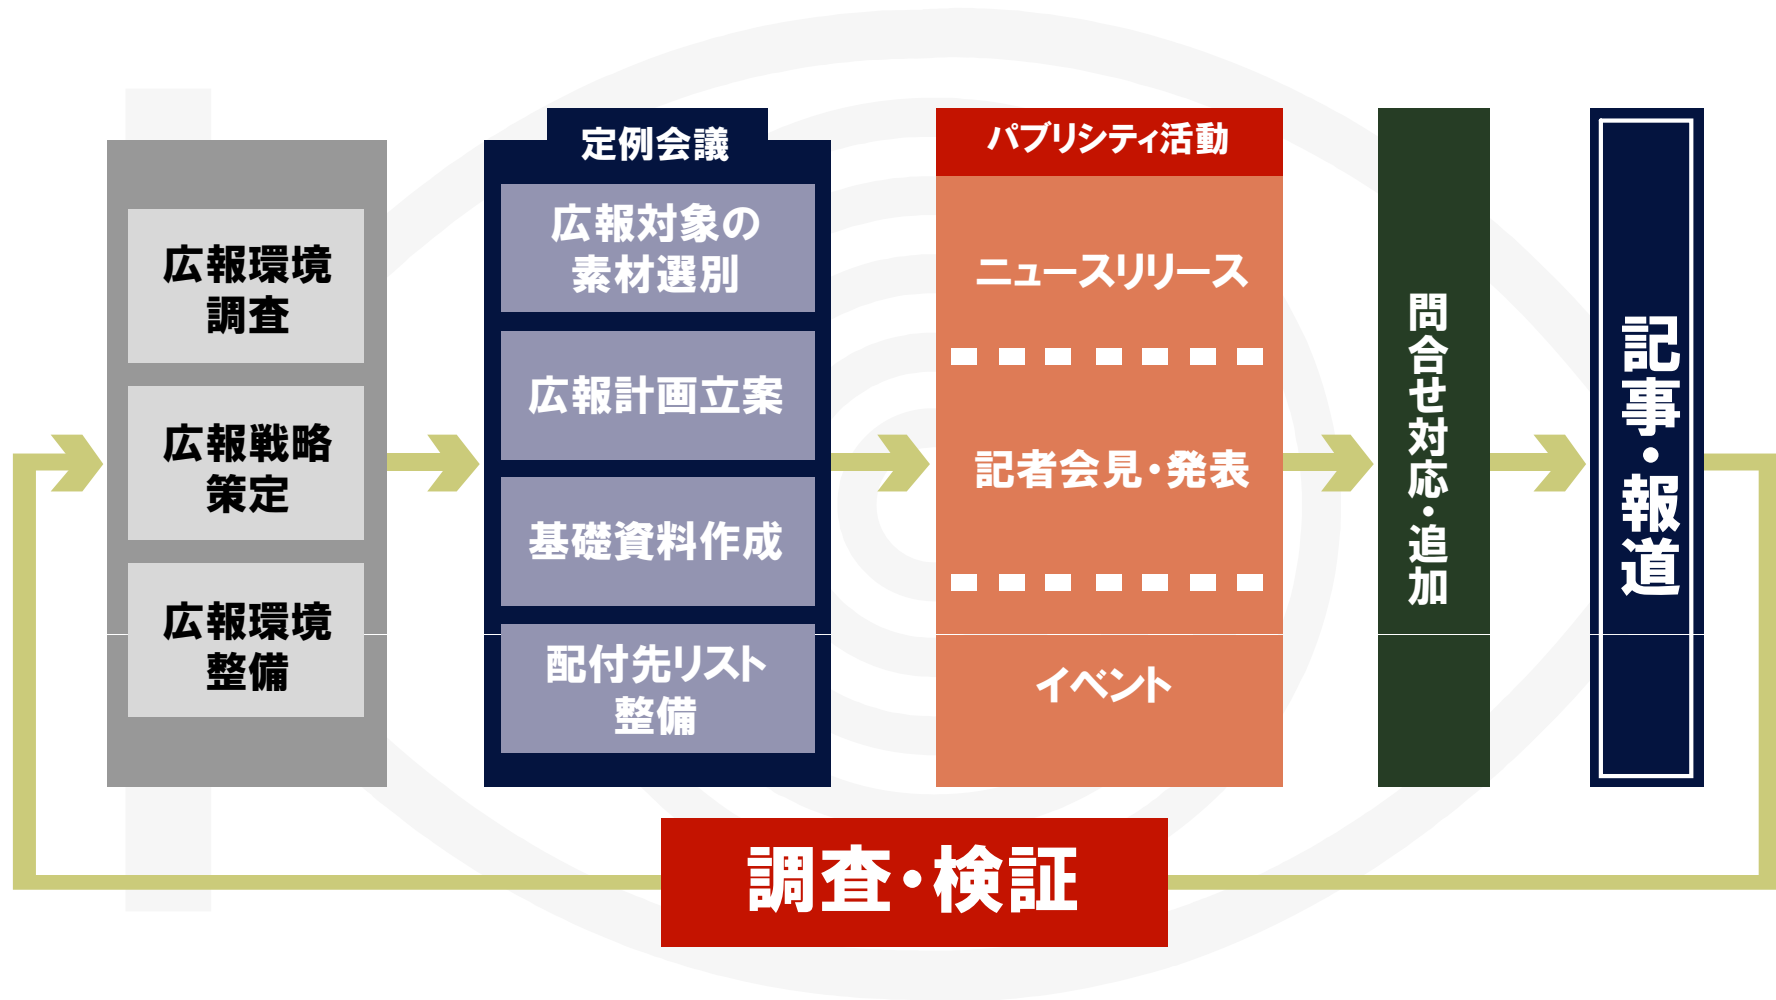 広報環境
調査
広報戦略
策定
広報環境
整備
定例会議
広報対象の
素材選別
広報計画立案
基礎資料作成
配付先リスト
整備
パブリシティ活動
ニュースリリース
記者会見・発表
イベント
問合せ対応・追加
記事・報道
調査・検証